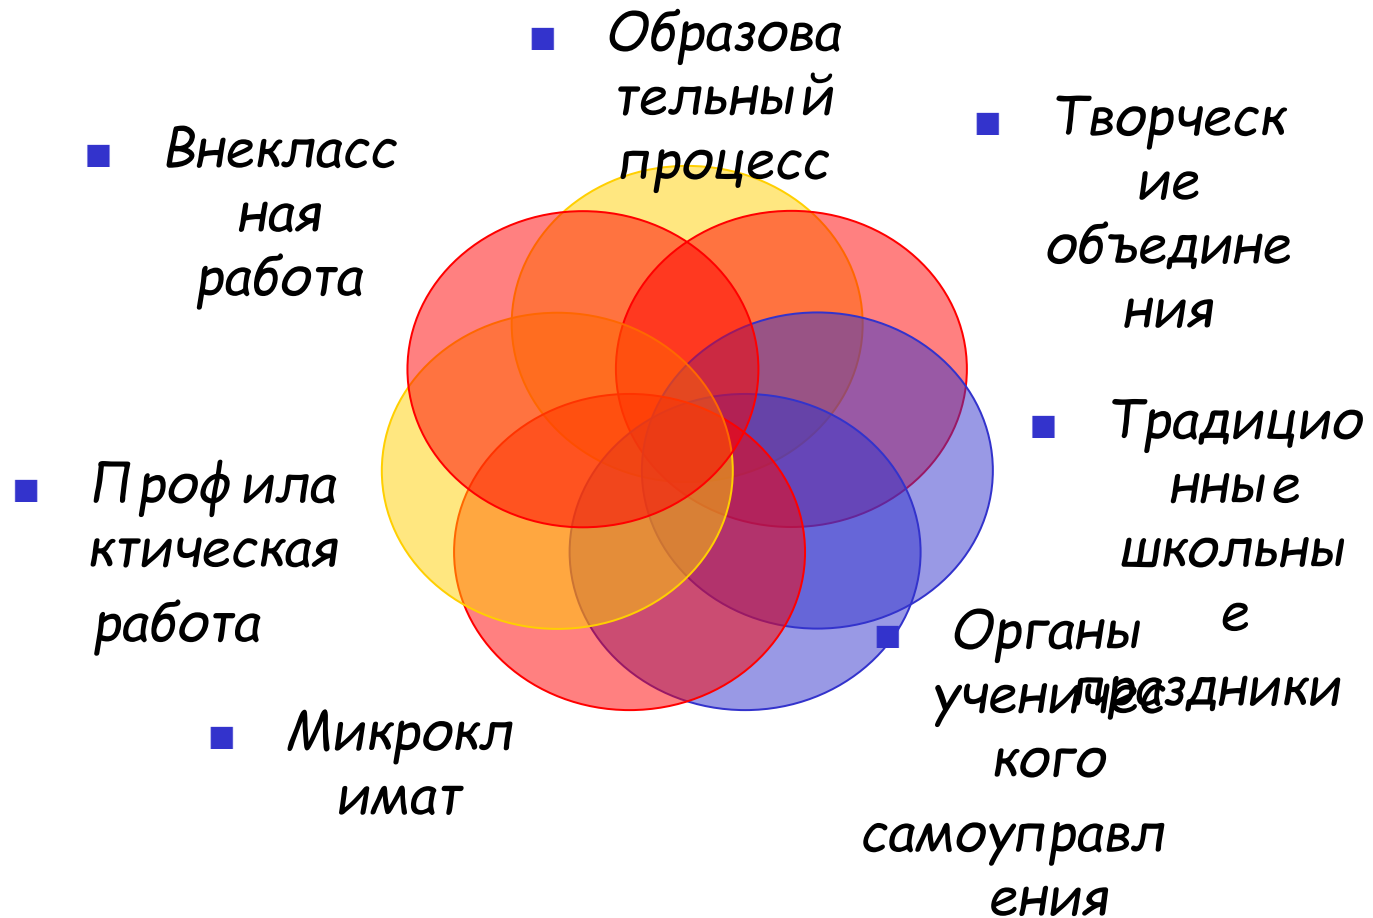 Образова
тельный
процесс
Творческ
ие
объедине
ния
Традицио
нные
школьны
е
праздники
Органы
ученичес
кого
самоуправл
ения
Микрокл
имат
Профила
ктическая
работа
Внекласс
ная
работа